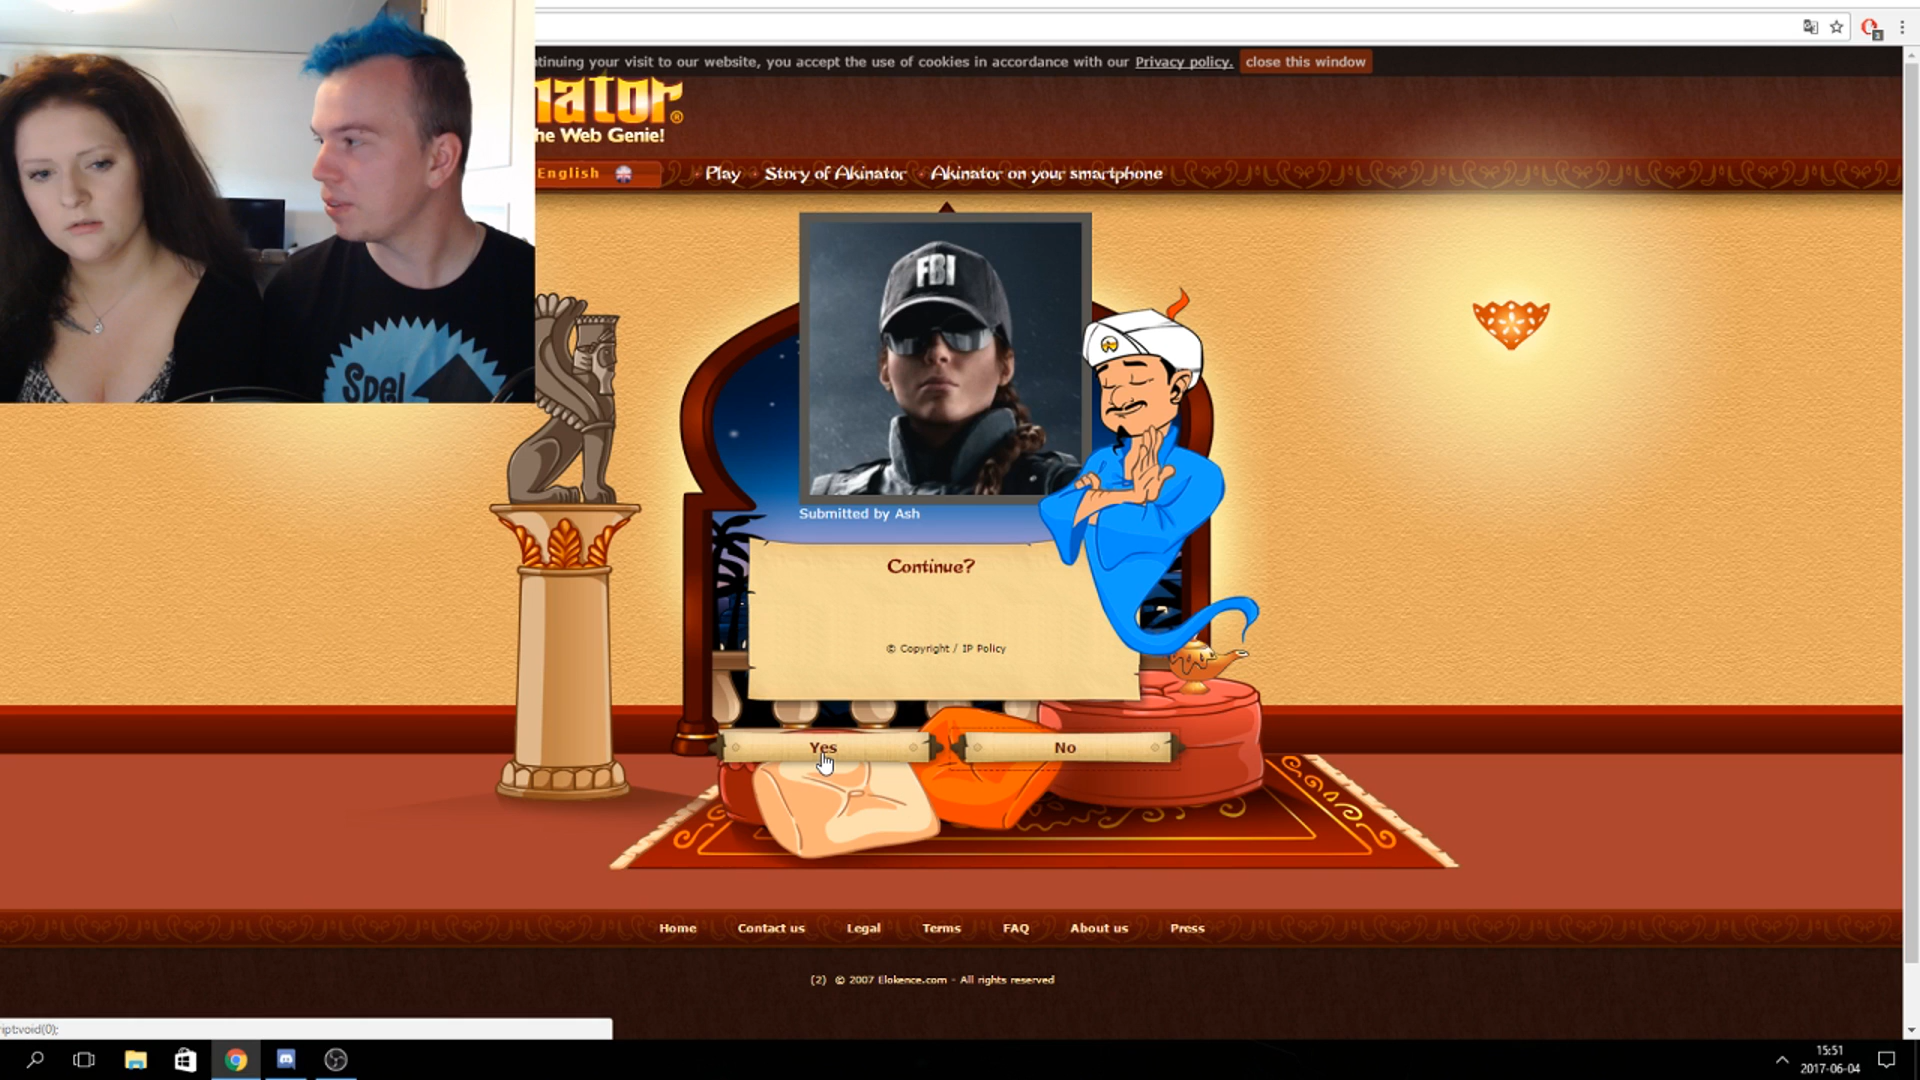 tinuing your visit to our website, you accept the use of cookies in accordance with our Privacy policy. close this window
nator®
he Web Genie!
English
Play
Story of Akinator
Akinator on your smartphone
FBI
Spel
Submitted by Ash
Continue?
© Copyright / IP Policy
Yes
No
Home
Contact us
Legal
Terms
FAQ
About us
Press
(2) © 2007 Elokence.com - All rights reserved
ript:void(0);
15:51
2017-06-04
3